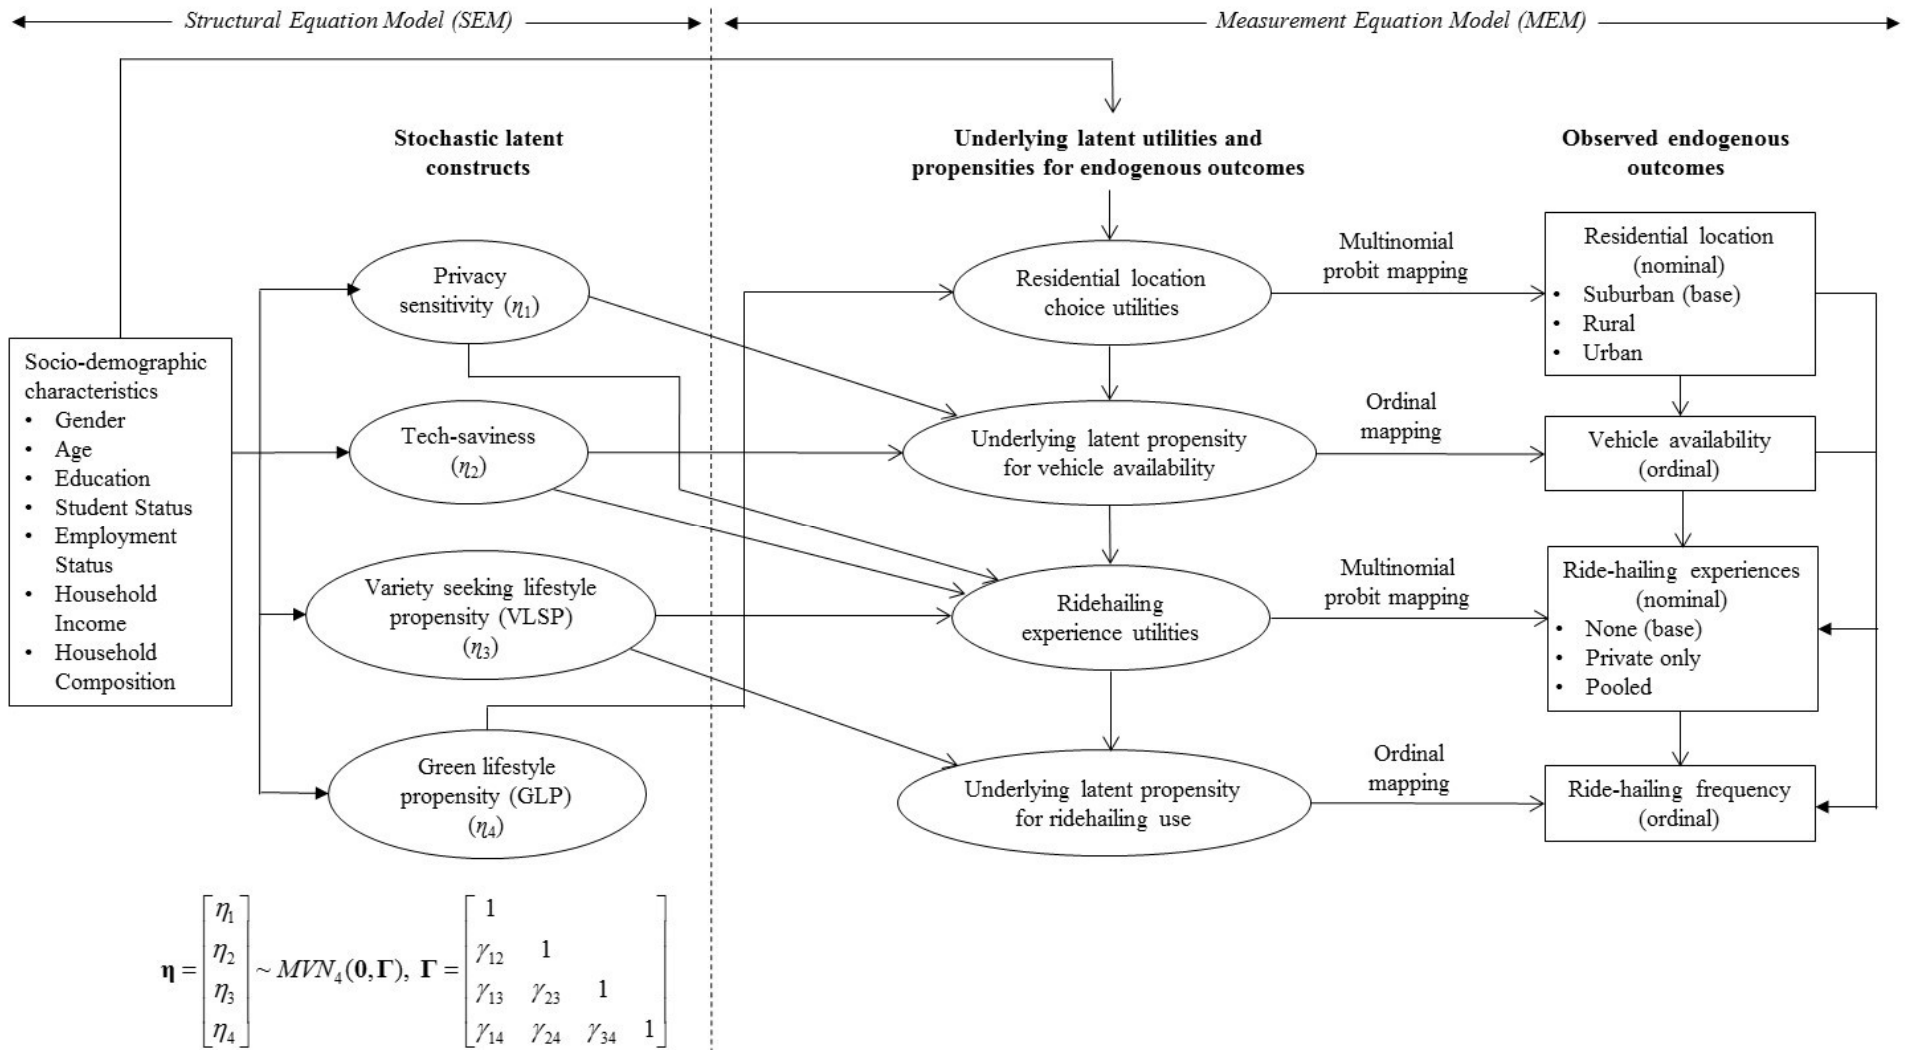 Structural Equation Model (SEM)
Measurement Equation Model (MEM)
Stochastic latent
constructs
Underlying latent utilities and
propensities for endogenous outcomes
Observed endogenous
outcomes
Socio-demographic
characteristics
• Gender
• Age
• Education
• Student Status
• Employment
Status
• Household
Income
• Household
Composition
Privacy
sensitivity (η1)
Tech-saviness
(η2)
Variety seeking lifestyle
propensity (VLSP)
(η3)
Green lifestyle
propensity (GLP)
(η4)
Residential location
choice utilities
Underlying latent propensity
for vehicle availability
Ridehailing
experience utilities
Underlying latent propensity
for ridehailing use
Multinomial
probit mapping
Ordinal
mapping
Multinomial
probit mapping
Ordinal
mapping
Residential location
(nominal)
• Suburban (base)
• Rural
• Urban
Vehicle availability
(ordinal)
Ride-hailing experiences
(nominal)
• None (base)
• Private only
• Pooled
Ride-hailing frequency
(ordinal)
η = [η1 η2 η3 η4] ~ MVN4(0, Γ), Γ = [1
γ12 1
γ13 γ23 1
γ14 γ24 γ34 1]